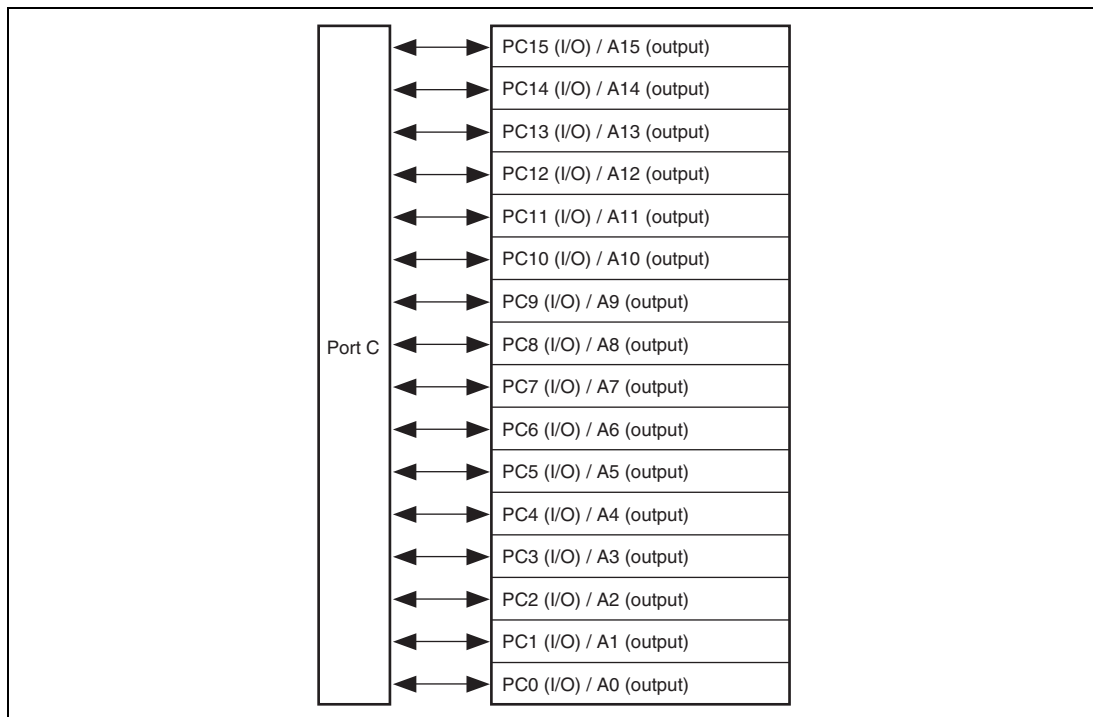 PC15 (I/O) / A15 (output)
PC14 (I/O) / A14 (output)
PC13 (I/O) / A13 (output)
PC12 (I/O) / A12 (output)
PC11 (I/O) / A11 (output)
PC10 (I/O) / A10 (output)
PC9 (I/O) / A9 (output)
Port C
PC8 (I/O) / A8 (output)
PC7 (I/O) / A7 (output)
PC6 (I/O) / A6 (output)
PC5 (I/O) / A5 (output)
PC4 (I/O) / A4 (output)
PC3 (I/O) / A3 (output)
PC2 (I/O) / A2 (output)
PC1 (I/O) / A1 (output)
PC0 (I/O) / A0 (output)